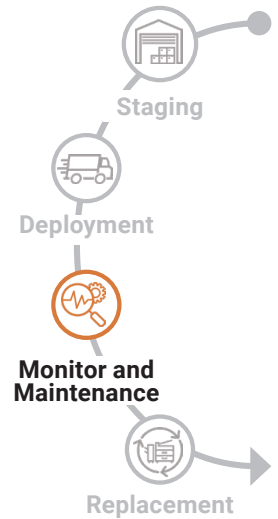 Staging
Deployment
Monitor and
Maintenance
Replacement